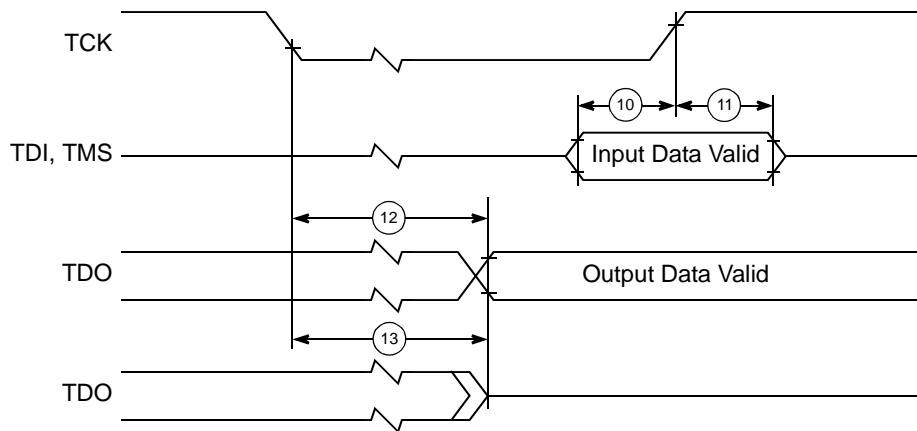 TCK
10
11
TDI, TMS
Input Data Valid
12
TDO
Output Data Valid
13
TDO